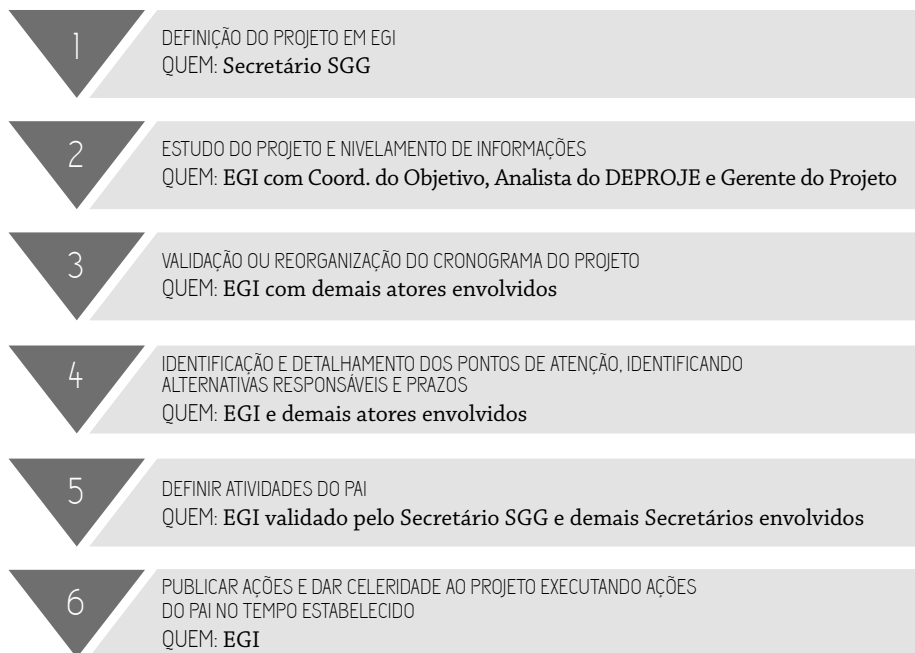 1
DEFINIÇÃO DO PROJETO EM EGI
QUEM: Secretário SGG
2
ESTUDO DO PROJETO E NIVELAMENTO DE INFORMAÇÕES
QUEM: EGI com Coord. do Objetivo, Analista do DEPROJE e Gerente do Projeto
3
VALIDAÇÃO OU REORGANIZAÇÃO DO CRONOGRAMA DO PROJETO
QUEM: EGI com demais atores envolvidos
4
IDENTIFICAÇÃO E DETALHAMENTO DOS PONTOS DE ATENÇÃO, IDENTIFICANDO
ALTERNATIVAS RESPONSÁVEIS E PRAZOS
QUEM: EGI e demais atores envolvidos
5
DEFINIR ATIVIDADES DO PAI
QUEM: EGI validado pelo Secretário SGG e demais Secretários envolvidos
6
PUBLICAR AÇÕES E DAR CELERIDADE AO PROJETO EXECUTANDO AÇÕES
DO PAI NO TEMPO ESTABELECIDO
QUEM: EGI